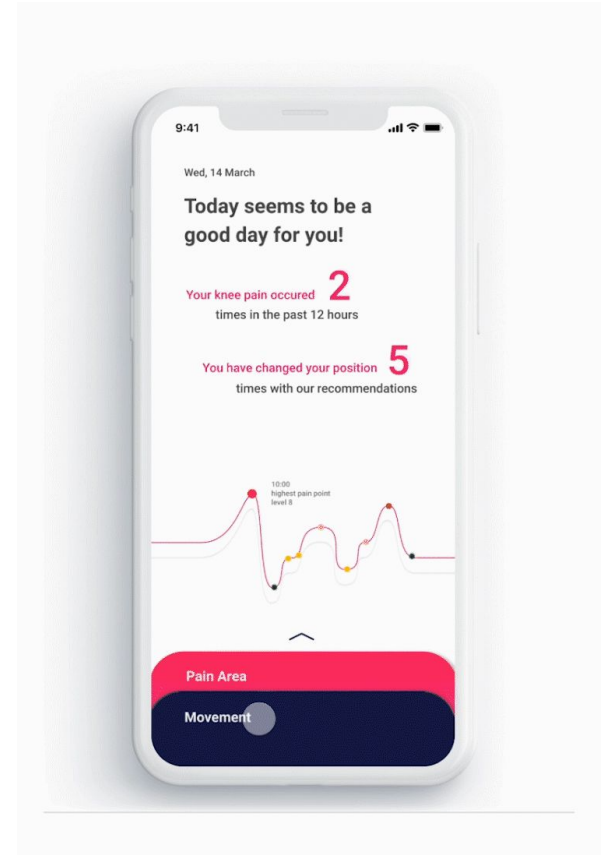 9:41
Wed, 14 March
Today seems to be a
good day for you!
Your knee pain occured 2
times in the past 12 hours
You have changed your position 5
times with our recommendations
10:00
highest pain point
level 8
Pain Area
Movement